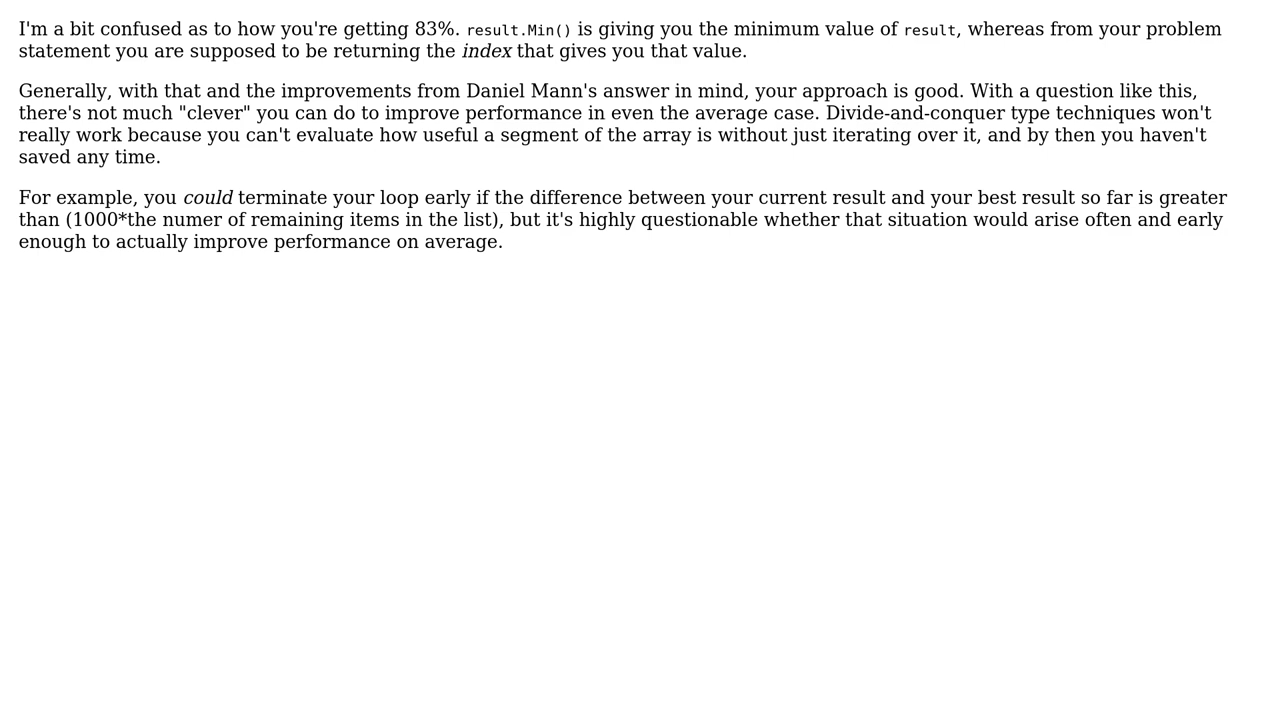 I'm a bit confused as to how you're getting 83%. result.Min() is giving you the minimum value of result, whereas from your problem
statement you are supposed to be returning the index that gives you that value.
Generally, with that and the improvements from Daniel Mann's answer in mind, your approach is good. With a question like this,
there's not much "clever" you can do to improve performance in even the average case. Divide-and-conquer type techniques won't
really work because you can't evaluate how useful a segment of the array is without just iterating over it, and by then you haven't
saved any time.
For example, you could terminate your loop early if the difference between your current result and your best result so far is greater
than (1000*the numer of remaining items in the list), but it's highly questionable whether that situation would arise often and early
enough to actually improve performance on average.